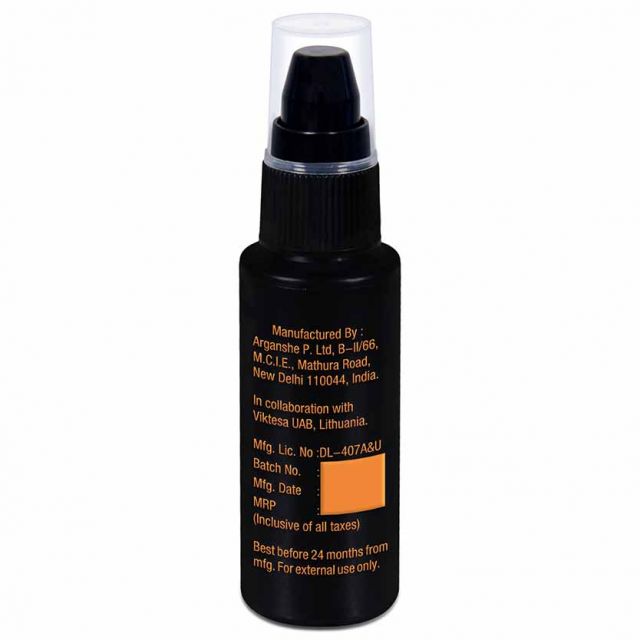 Manufactured By :
Arganshe P. Ltd, B-II/66,
M.C.I.E., Mathura Road,
New Delhi 110044, India.
In collaboration with
Viktesa UAB, Lithuania.
Mfg. Lic. No :DL-407A&U
Batch No. :
Mfg. Date :
MRP :
(Inclusive of all taxes)
Best before 24 months from
mfg. For external use only.